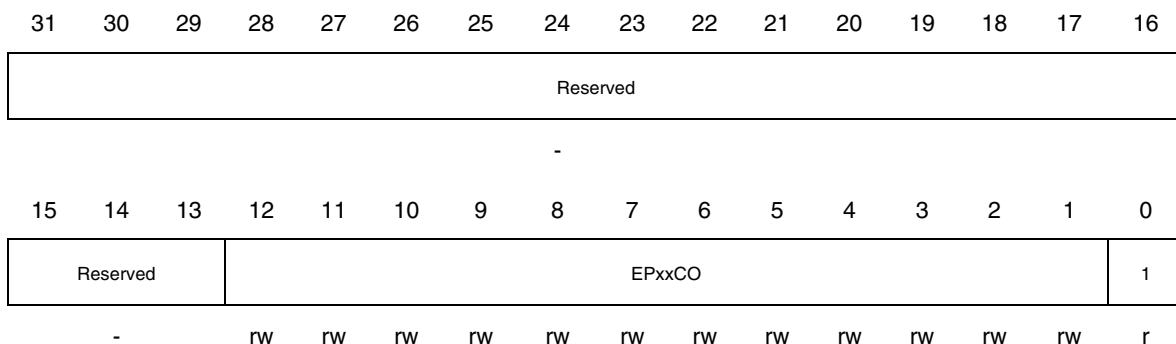 31 30 29 28 27 26 25 24 23 22 21 20 19 18 17 16
Reserved
-
15 14 13 12 11 10 9 8 7 6 5 4 3 2 1 0
Reserved EPxxCO 1
- rw rw rw rw rw rw rw rw rw rw rw rw r